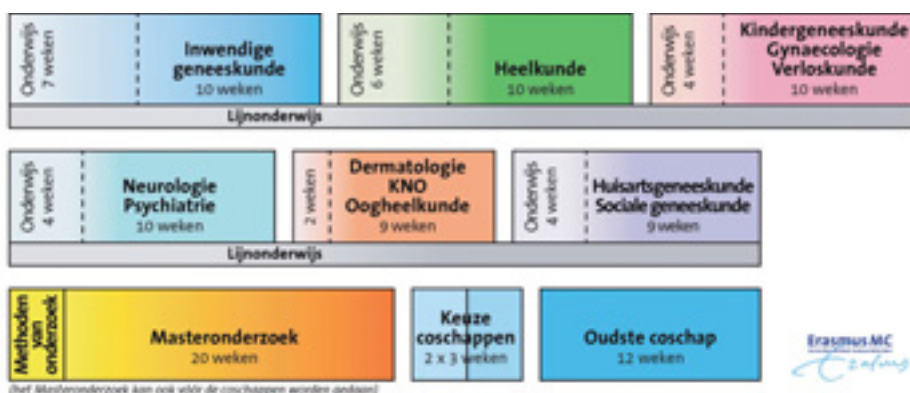 Onderwijs
7 weken
Inwendige
geneeskunde
10 weken
Onderwijs
6 weken
Heelkunde
10 weken
Onderwijs
4 weken
Kindergeneeskunde
Gynaecologie
Verloskunde
10 weken
Lijnonderwijs
Onderwijs
4 weken
Neurologie
Psychiatrie
10 weken
2 weken
Dermatologie
KNO
Oogheelkunde
9 weken
Onderwijs
4 weken
Huisartsgeneeskunde
Sociale geneeskunde
9 weken
Lijnonderwijs
Methoden
van
onderzoek
Masteronderzoek
20 weken
Keuze
coschappen
2 x 3 weken
Oudste coschap
12 weken
Erasmus MC
Erasmus
(het Masteronderzoek kan ook vóór de coschappen worden gedaan)